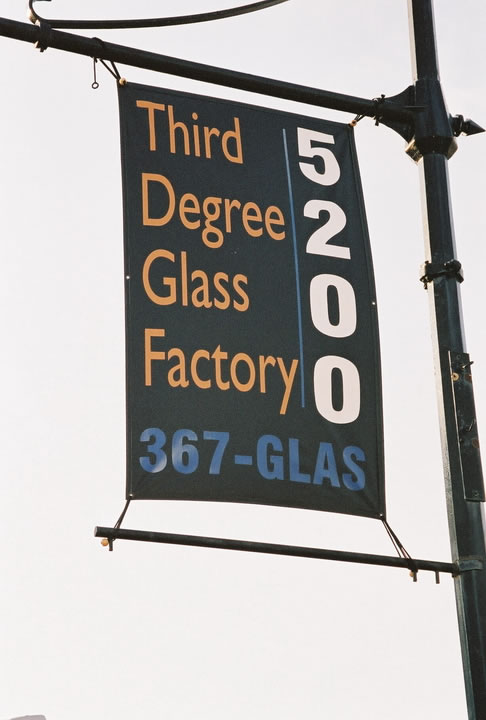 Third
Degree
Glass
Factory
5200
367-GLAS